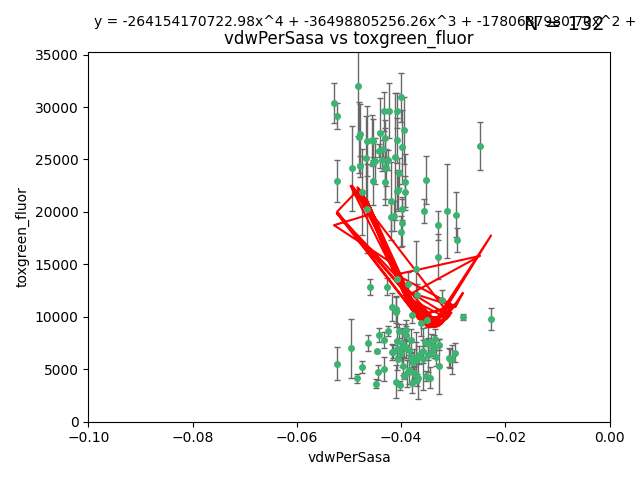 y = -264154170722.98x^4 + -36498805256.26x^3 +
N = 132
vdwPerSasa vs toxgreen_fluor
35000
30000
25000
20000
15000
10000
5000
0
toxgreen_fluor
−0.10
−0.08
−0.06
−0.04
−0.02
0.00
vdwPerSasa